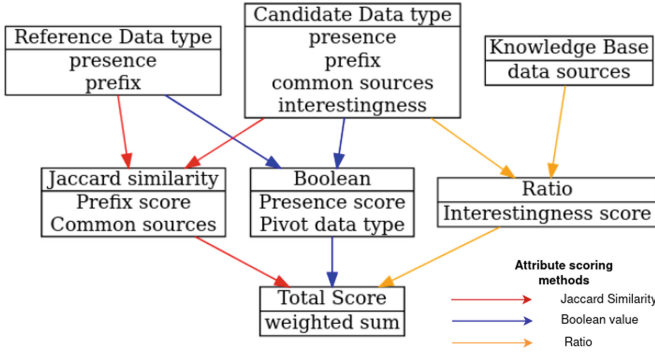 Reference Data type
presence
prefix
Candidate Data type
presence
prefix
common sources
interestingness
Knowledge Base
data sources
Jaccard similarity
Prefix score
Common sources
Boolean
Presence score
Pivot data type
Ratio
Interestingness score
Total Score
weighted sum
Attribute scoring
methods
Jaccard Similarity
Boolean value
Ratio